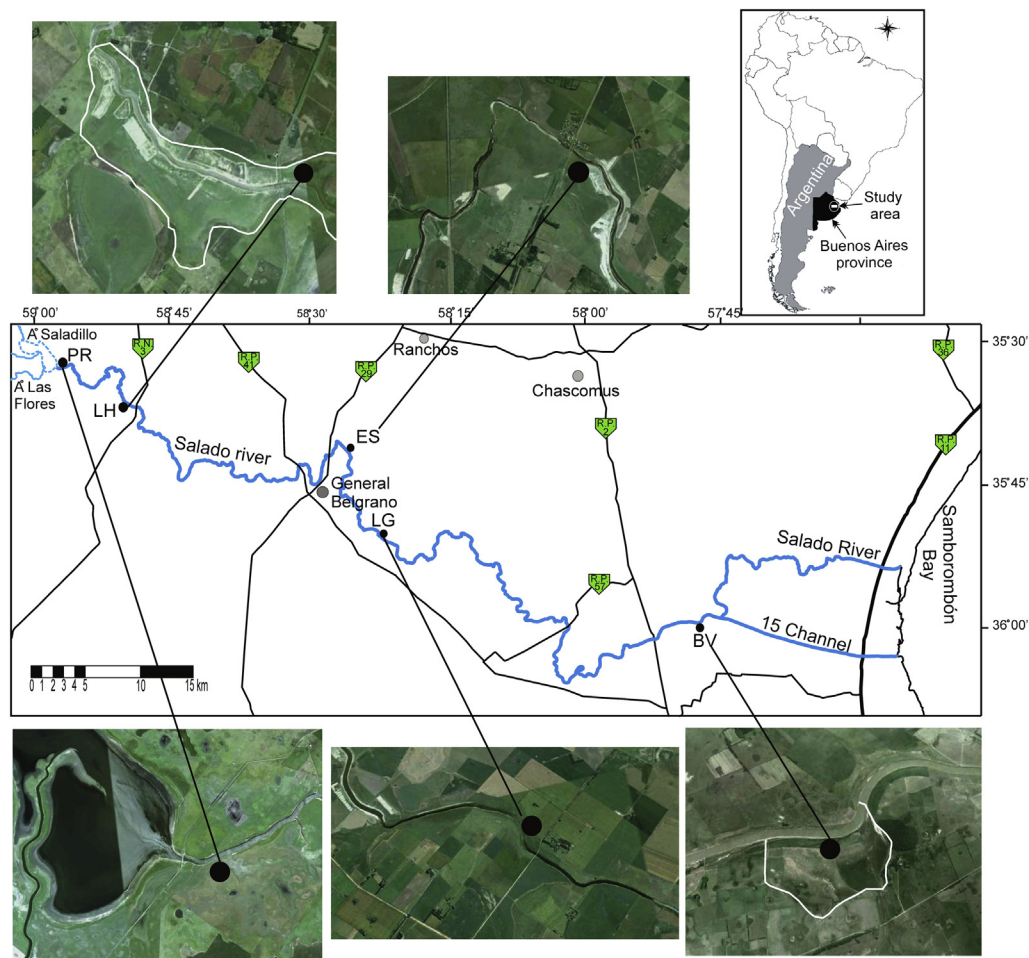 Argentina
Study
area
Buenos Aires
province
59°00'
58°45'
58°30'
58°15'
58°00'
57°45'
A° Saladillo
PR
R.N.
3
R.P.
41
R.P.
29
Ranchos
R.P.
36
35°30'
A° Las
Flores
LH
Chascomus
R.P.
2
R.P.
11
Salado river
ES
General
Belgrano
35°45'
LG
Salado River
Samborombón
Bay
R.P.
57
15 Channel
BV
36°00'
0 1 2 3 4 5 10 15 km